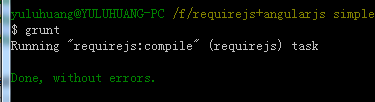 yuluhuang@YULUHUANG-PC /f/requirejs+angularjs simple
$ grunt
Running "requirejs:compile" (requirejs) task
Done, without errors.